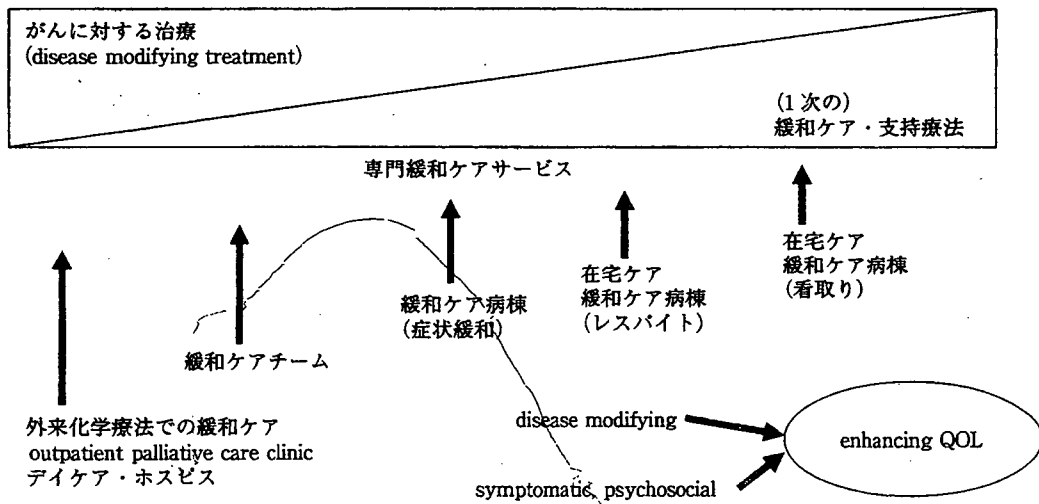 がんに対する治療
(disease modifying treatment)
(1次の)
緩和ケア・支持療法
専門緩和ケアサービス
外来化学療法での緩和ケア
outpatient palliative care clinic
デイケア・ホスピス
緩和ケアチーム
緩和ケア病棟
(症状緩和)
在宅ケア
緩和ケア病棟
(レスパイト)
在宅ケア
緩和ケア病棟
(看取り)
disease modifying
symptomatic, psychosocial
enhancing QOL